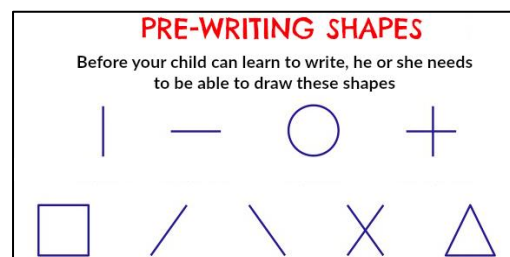 PRE-WRITING SHAPES
Before your child can learn to write, he or she needs
to be able to draw these shapes